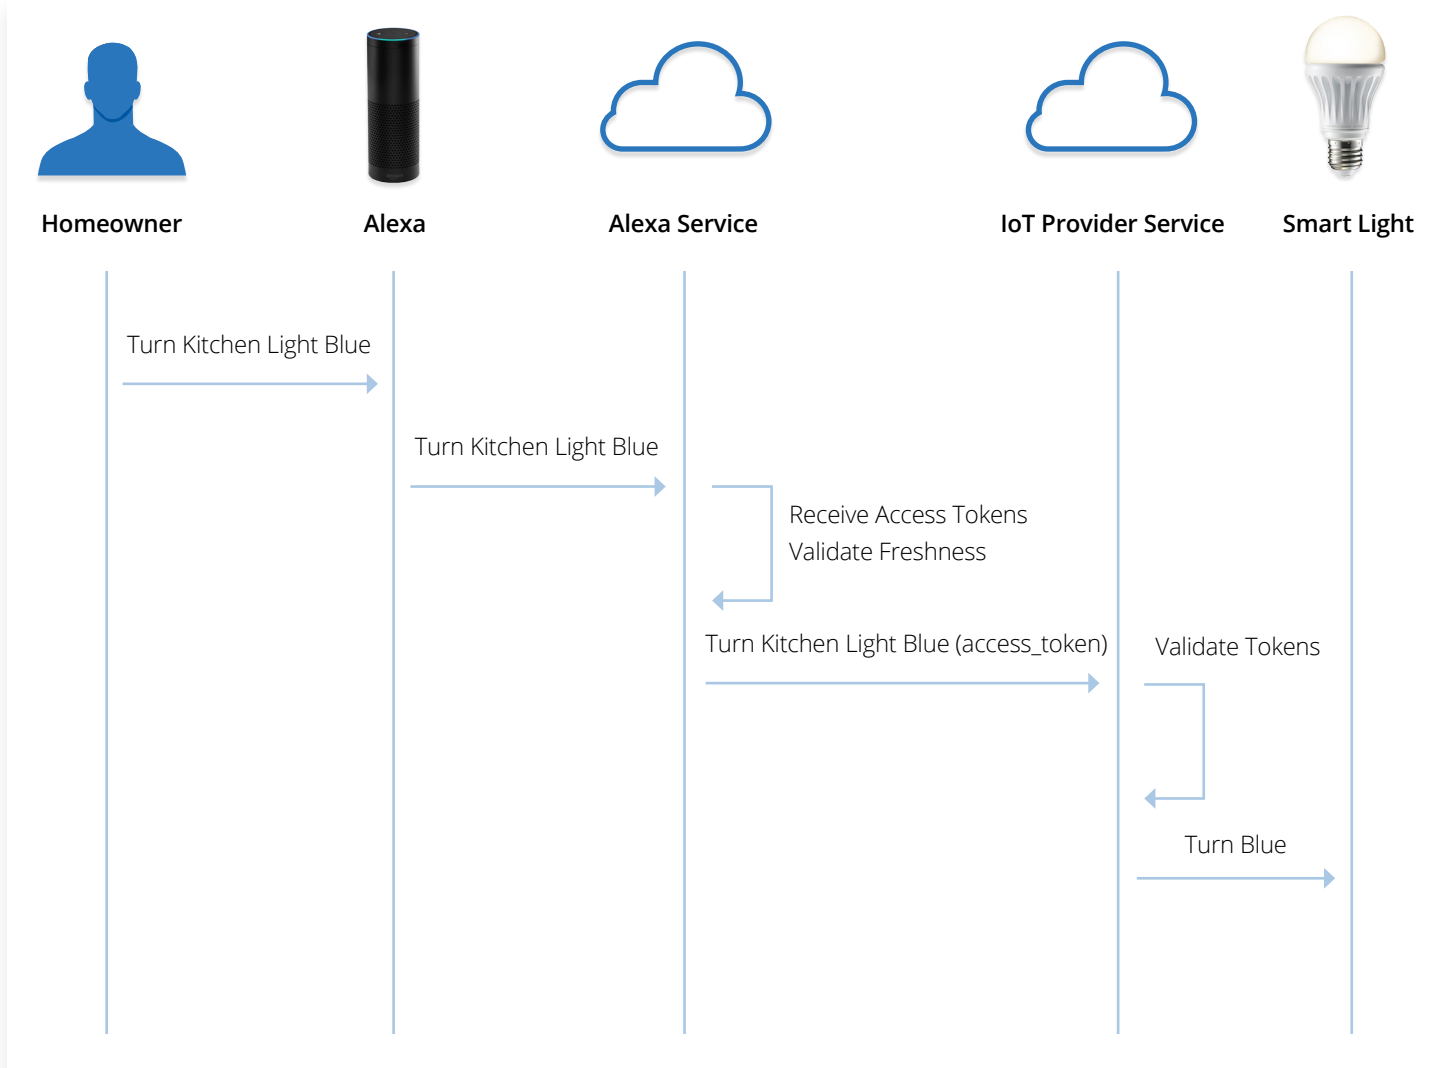 Homeowner
Alexa
Alexa Service
IoT Provider Service
Smart Light
Turn Kitchen Light Blue
Turn Kitchen Light Blue
Receive Access Tokens
Validate Freshness
Turn Kitchen Light Blue (access_token)
Validate Tokens
Turn Blue